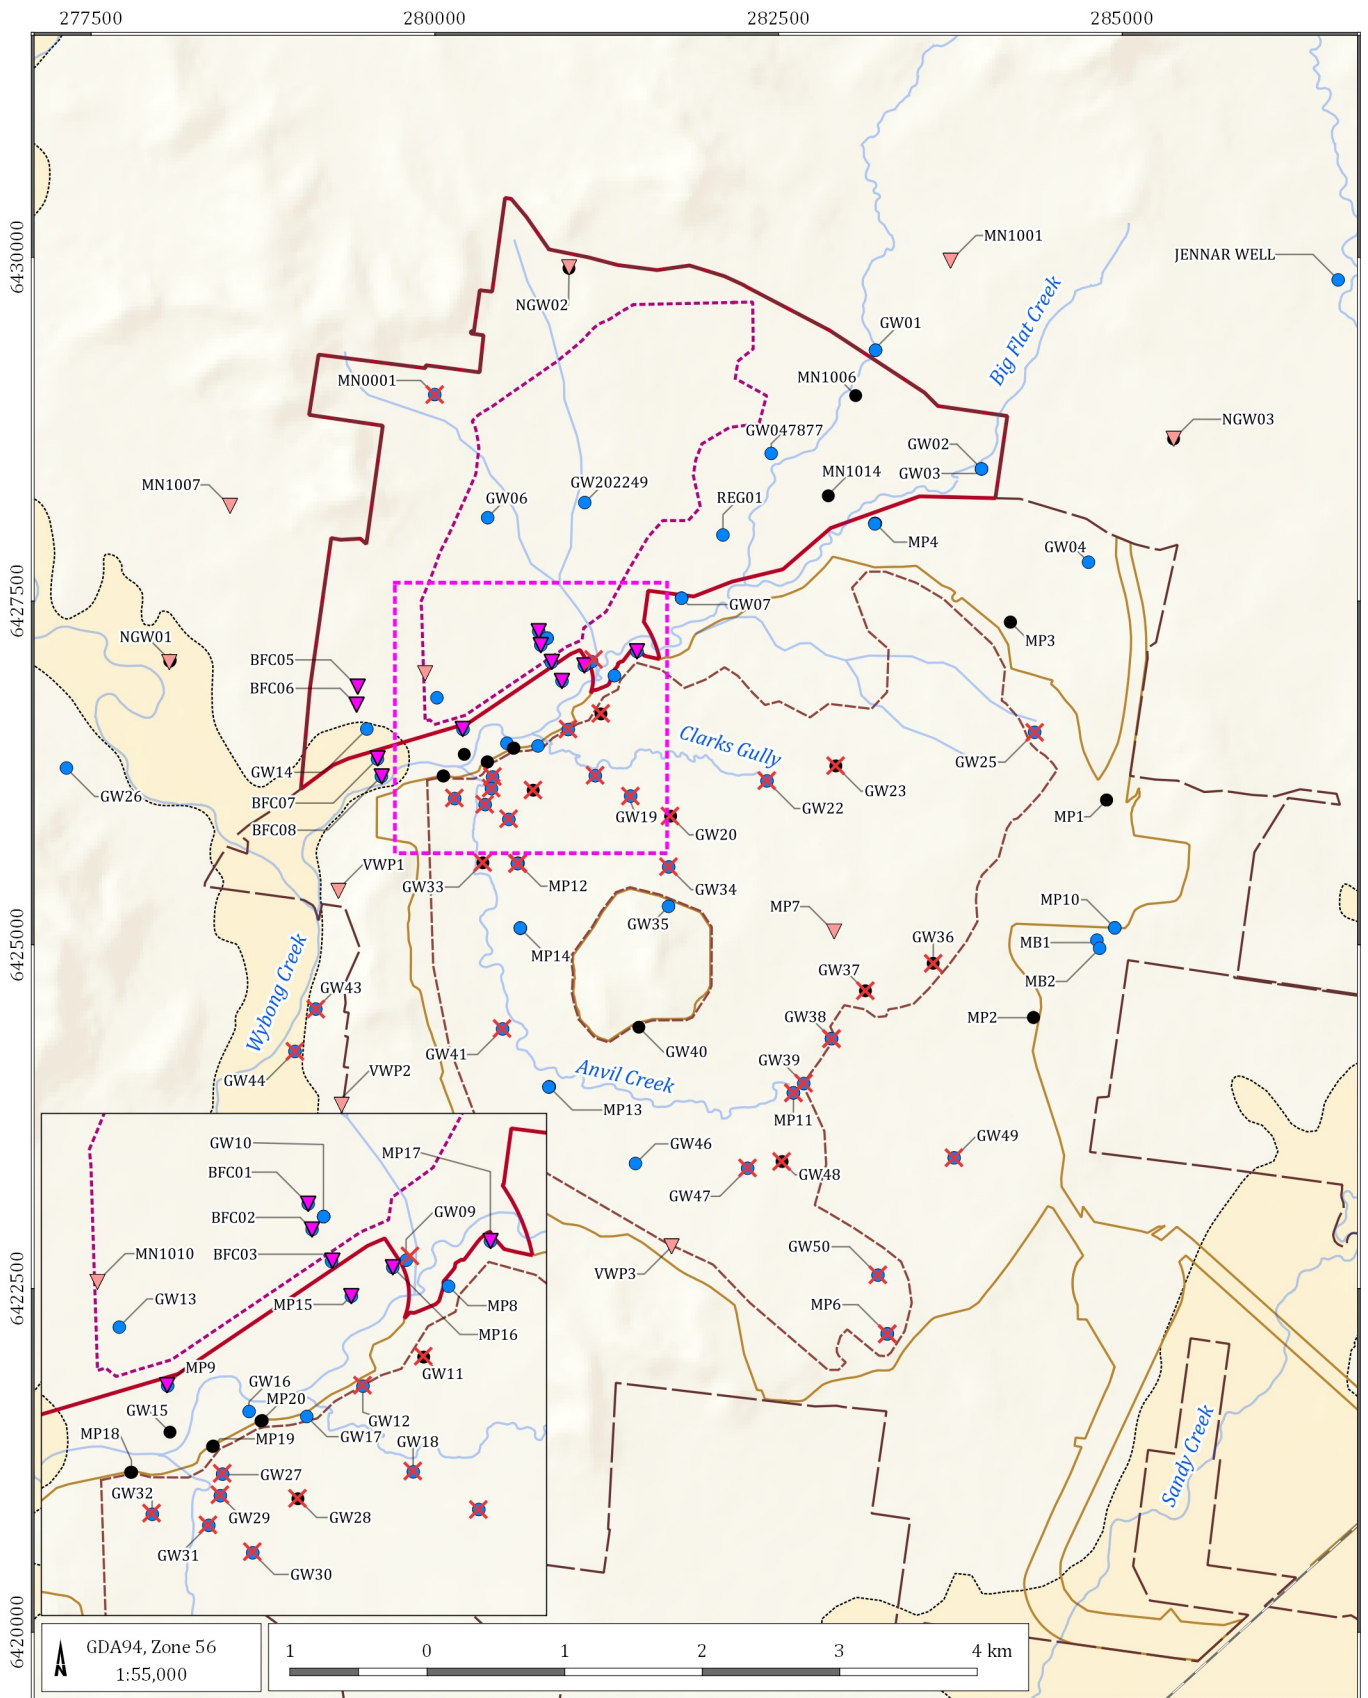 277500
280000
282500
285000
6430000
6427500
6425000
6422500
6420000
MN1001
JENNAR WELL
NGW02
Big Flat Creek
GW01
MN0001
MN1006
NGW03
GW047877
GW02
GW03
MN1007
GW202249
MN1014
GW06
REG01
MP4
GW04
GW07
NGW01
MP3
BFC05
BFC06
Clarks Gully
GW14
GW25
GW26
GW23
BFC07
GW22
BFC08
GW19
MP1
GW20
VWP1
GW33
MP12
GW34
MP7
MP10
GW35
MB1
MP14
GW36
MB2
Wybong Creek
GW37
GW43
MP2
GW38
GW41
GW40
GW39
GW44
VWP2
Anvil Creek
MP13
MP11
GW46
GW49
GW48
GW47
GW50
VWP3
MP6
Sandy Creek
GW10
MP17
BFC01
BFC02
GW09
BFC03
MN1010
GW13
MP15
MP8
MP16
MP9
GW11
GW16
MP20
GW15
GW12
MP18
MP19
GW17
GW18
GW27
GW32
GW29
GW28
GW31
GW30
N
GDA94, Zone 56
1:55,000
1 0 1 2 3 4 km